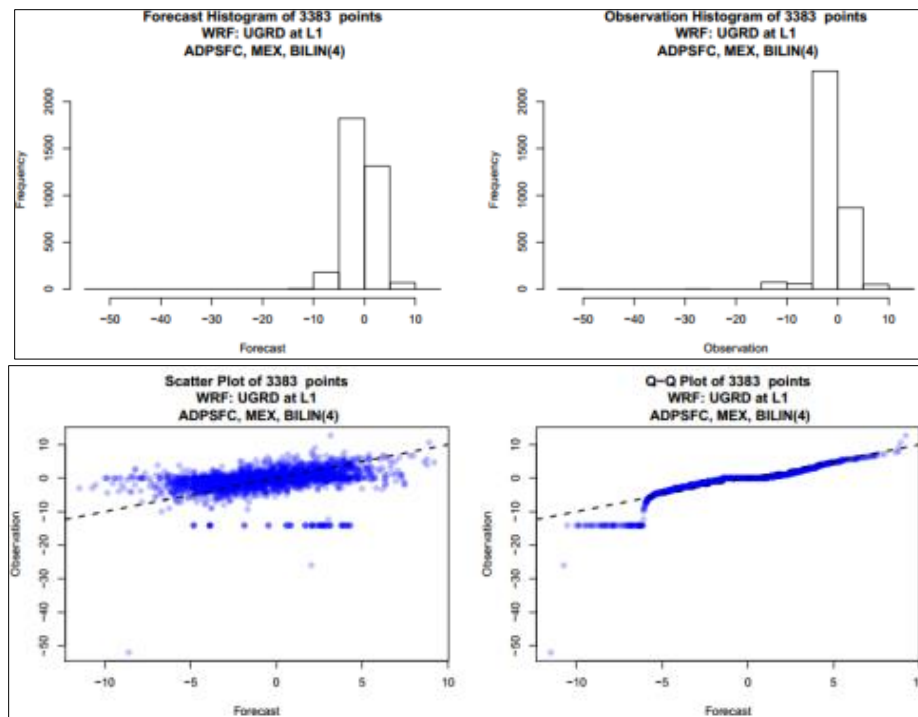 Forecast Histogram of 3383 points
WRF: UGRD at L1
ADPSFC, MEX, BILIN(4)
Frequency
2000
1500
1000
500
0
−50 −40 −30 −20 −10 0 10
Forecast
Observation Histogram of 3383 points
WRF: UGRD at L1
ADPSFC, MEX, BILIN(4)
Frequency
2000
1500
1000
500
0
−50 −40 −30 −20 −10 0 10
Observation
Scatter Plot of 3383 points
WRF: UGRD at L1
ADPSFC, MEX, BILIN(4)
Observation
10
0
−10
−20
−30
−40
−50
−10 −5 0 5 10
Forecast
Q−Q Plot of 3383 points
WRF: UGRD at L1
ADPSFC, MEX, BILIN(4)
Observation
10
0
−10
−20
−30
−40
−50
−10 −5 0 5 10
Forecast